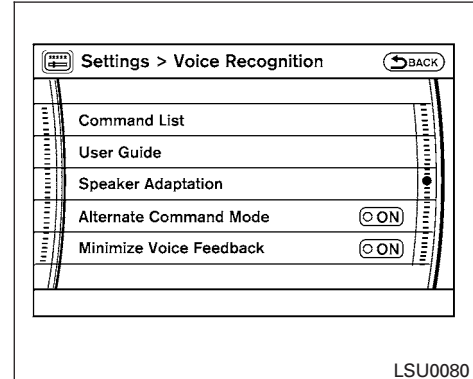 Settings > Voice Recognition BACK
Command List
User Guide
Speaker Adaptation
Alternate Command Mode ON
Minimize Voice Feedback ON
LSU0080